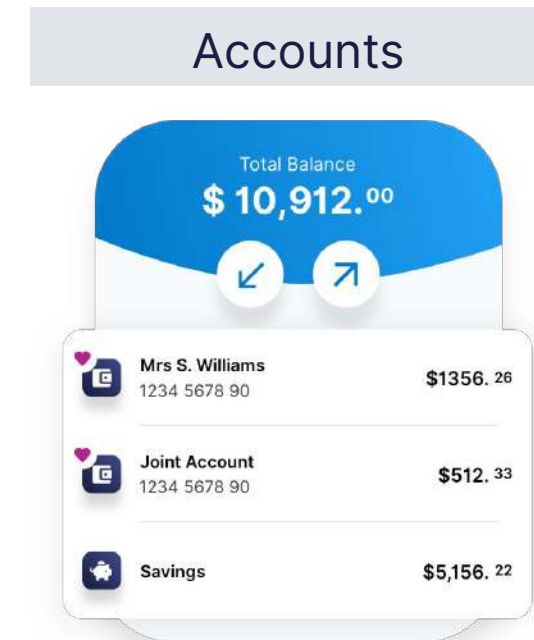 Accounts
Total Balance
$ 10,912.00
Mrs S. Williams
1234 5678 90
$1356. 26
Joint Account
1234 5678 90
$512. 33
Savings
$5,156. 22